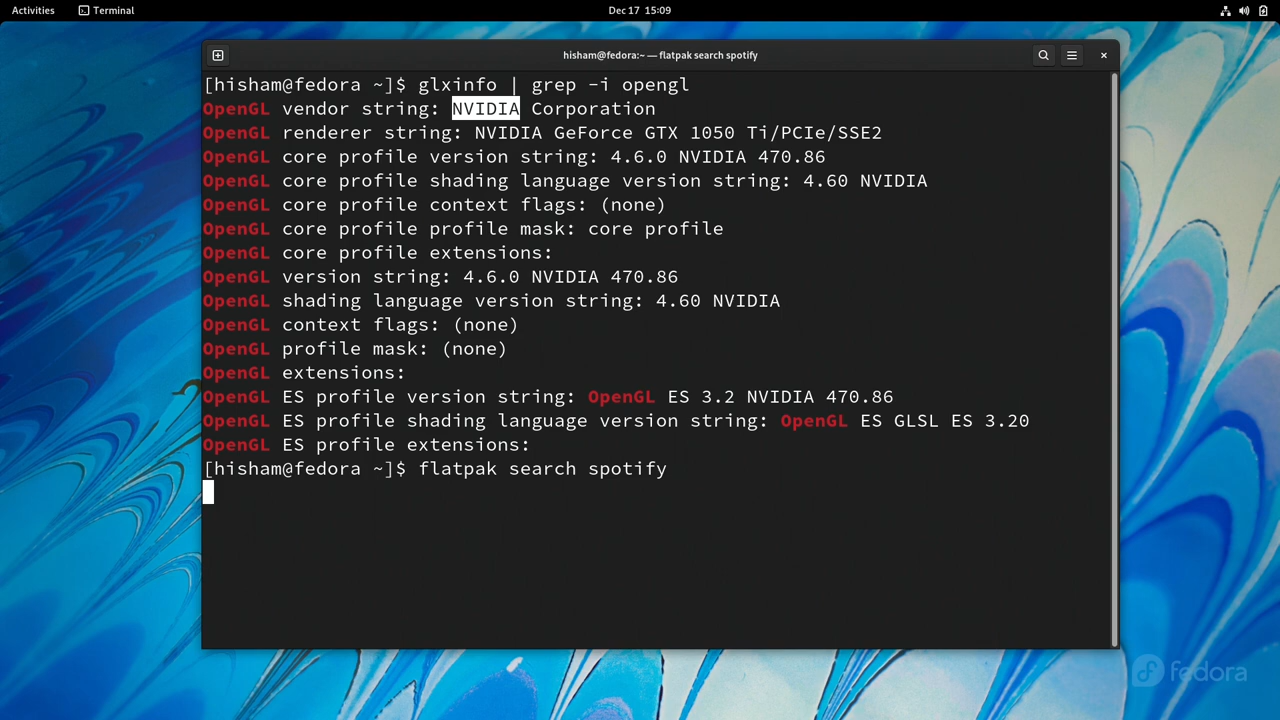 Activities Terminal Dec 17 15:09
hisham@fedora:~ — flatpak search spotify
[hisham@fedora ~]$ glxinfo | grep -i opengl
OpenGL vendor string: NVIDIA Corporation
OpenGL renderer string: NVIDIA GeForce GTX 1050 Ti/PCIe/SSE2
OpenGL core profile version string: 4.6.0 NVIDIA 470.86
OpenGL core profile shading language version string: 4.60 NVIDIA
OpenGL core profile context flags: (none)
OpenGL core profile profile mask: core profile
OpenGL core profile extensions:
OpenGL version string: 4.6.0 NVIDIA 470.86
OpenGL shading language version string: 4.60 NVIDIA
OpenGL context flags: (none)
OpenGL profile mask: (none)
OpenGL extensions:
OpenGL ES profile version string: OpenGL ES 3.2 NVIDIA 470.86
OpenGL ES profile shading language version string: OpenGL ES GLSL ES 3.20
OpenGL ES profile extensions:
[hisham@fedora ~]$ flatpak search spotify
fedora